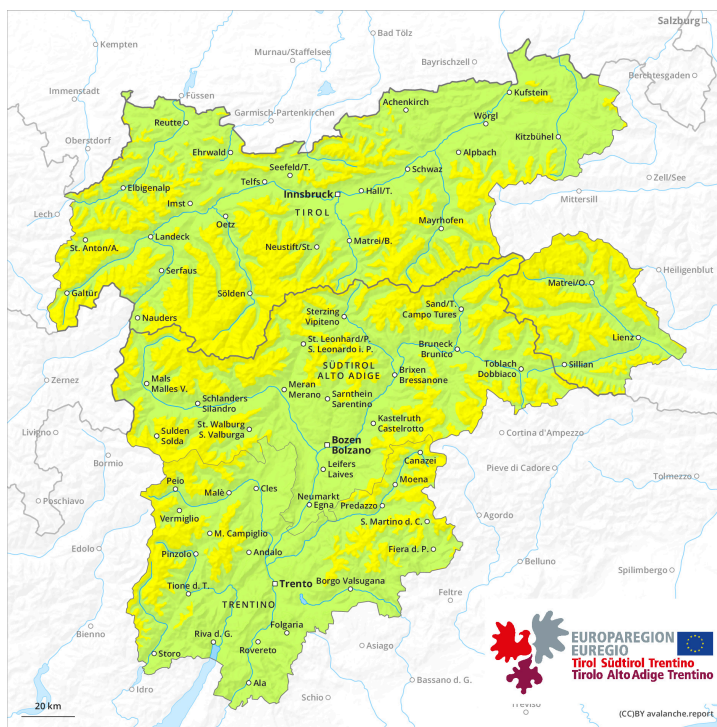 Salzburg
Bad Tölz
Kempten
Murnau/Staffelsee
Bayrischzell
Berchtesgaden
Immenstadt
Füssen
Kufstein
Achenkirch
Garmisch-Partenkirchen
Reutte
Wörgl
Oberstdorf
Kitzbühel
Ehrwald
Alpbach
Seefeld/T.
Schwaz
Zell/See
Telfs
Elbigenalp
Innsbruck
Hall/T.
Mittersill
Imst
Lech
TIROL
Oetz
Mayrhofen
Landeck
St. Anton/A.
Neustift/St.
Matrei/B.
Serfaus
Heiligenblut
Matrei/O.
Galtür
Sölden
Sand/T.
Campo Tures
Nauders
Sterzing
Vipiteno
Lienz
St. Leonhard/P.
S. Leonardo i. P.
Bruneck
Brunico
Toblach
Dobbiaco
Sillian
SÜDTIROL
ALTO ADIGE
Brixen
Bressanone
Zernez
Mals
Malles V.
Meran
Merano
Sarnthein
Sarentino
Schlanders
Silandro
Kastelruth
Castelrotto
St. Walburg
S. Valburga
Livigno
Sulden
Solda
Cortina d'Ampezzo
Bozen
Bolzano
Canazei
Bormio
Leifers
Laives
Pieve di Cadore
Tolmezzo
Peio
Moena
Malè
Cles
Poschiavo
Neumarkt
Egna
Predazzo
Vermiglio
Agordo
S. Martino d. C.
M. Campiglio
Edolo
Andalo
Fiera d. P.
Pinzolo
Belluno
Spilimbergo
Trento
Borgo Valsugana
Tione d. T.
Feltre
TRENTINO
Folgaria
Bienno
Riva d. G.
Rovereto
Asiago
Storo
Bassano d. G.
Ala
Idro
Schio
Treviso
EUROPAREGION
EUREGIO
Tirol Südtirol Trentino
Tirolo Alto Adige Trentino
20 km
(CC)BY avalanche.report